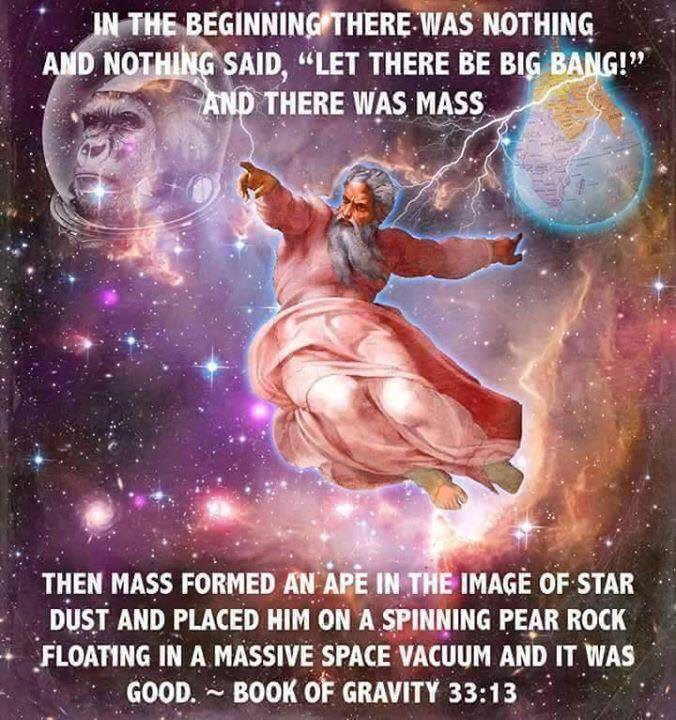 IN THE BEGINNING THERE WAS NOTHING
AND NOTHING SAID, “LET THERE BE BIG BANG!”
AND THERE WAS MASS
THEN MASS FORMED AN APE IN THE IMAGE OF STAR
DUST AND PLACED HIM ON A SPINNING PEAR ROCK
FLOATING IN A MASSIVE SPACE VACUUM AND IT WAS
GOOD. ~ BOOK OF GRAVITY 33:13